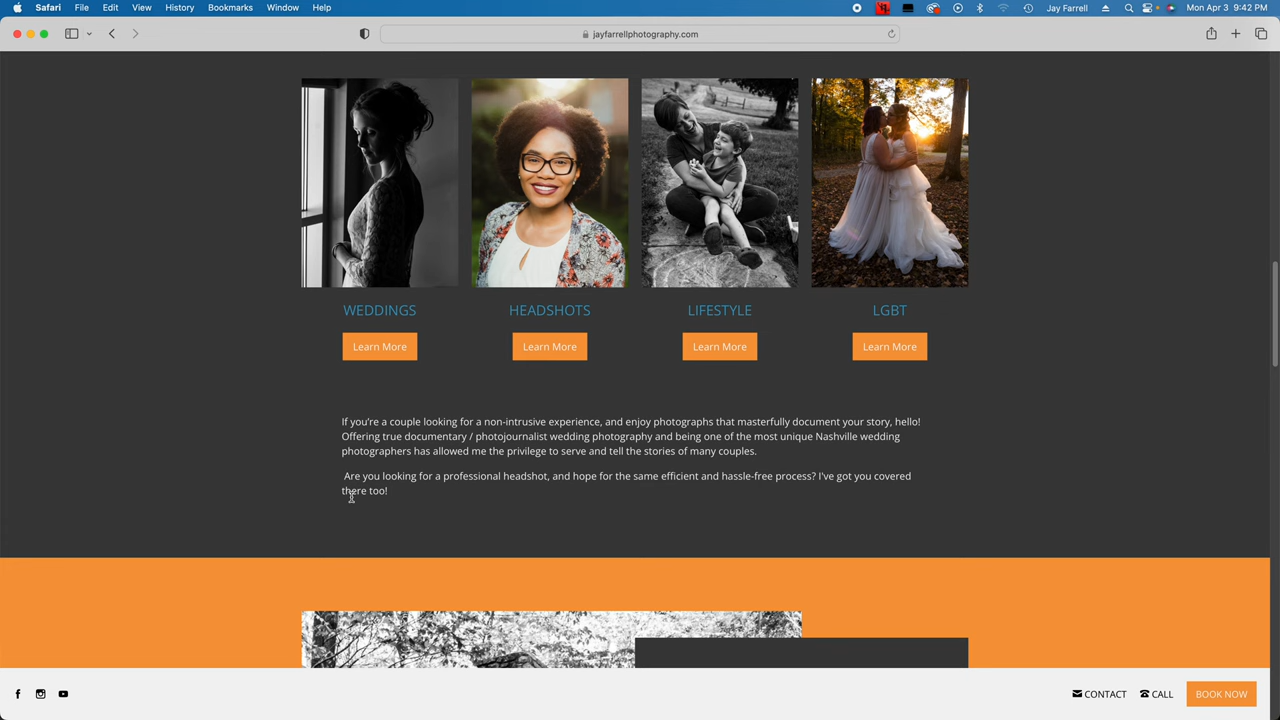 Safari File Edit View History Bookmarks Window Help Jay Farrell Mon Apr 3 9:42 PM
jayfarrellphotography.com
WEDDINGS HEADSHOTS LIFESTYLE LGBT
Learn More Learn More Learn More Learn More
If you're a couple looking for a non-intrusive experience, and enjoy photographs that masterfully document your story, hello!
Offering true documentary / photojournalist wedding photography and being one of the most unique Nashville wedding
photographers has allowed me the privilege to serve and tell the stories of many couples.
Are you looking for a professional headshot, and hope for the same efficient and hassle-free process? I've got you covered
there too!
CONTACT CALL BOOK NOW